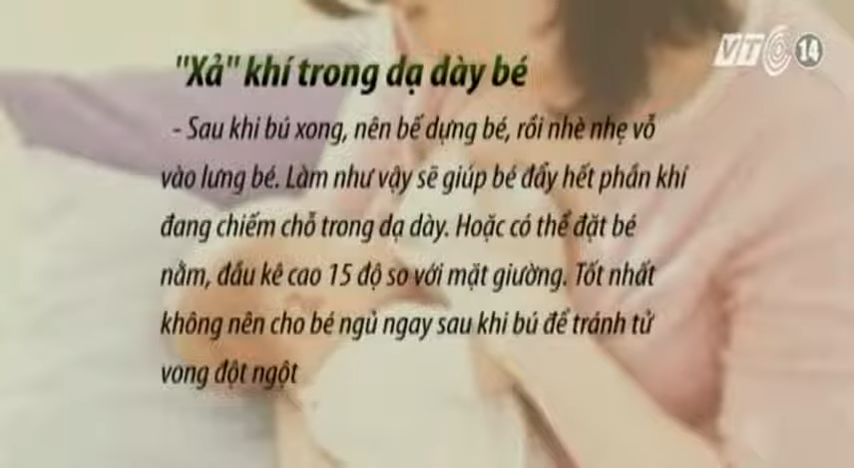 VTC 14
"Xả" khí trong dạ dày bé
- Sau khi bú xong, nên bế dựng bé, rồi nhè nhẹ vỗ
vào lưng bé. Làm như vậy sẽ giúp bé đẩy hết phần khí
đang chiếm chỗ trong dạ dày. Hoặc có thể đặt bé
nằm, đầu kê cao 15 độ so với mặt giường. Tốt nhất
không nên cho bé ngủ ngay sau khi bú để tránh tử
vong đột ngột